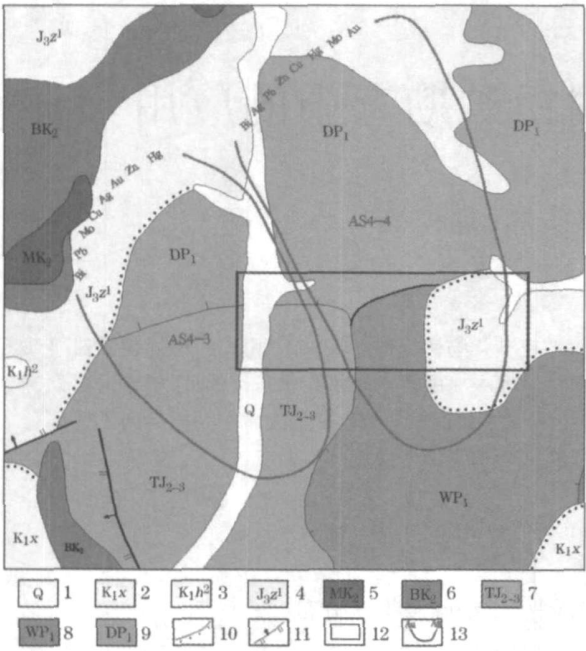 J₃z¹
Bi Ag Pb Zn Cu Hg Mo Au
BK₂
DP₁
DP₁
Bi Pb Mo Cu Ag Au Zn Hg
AS4-4
MK₂
DP₁
J₃z¹
J₃z¹
AS4-3
K₁h²
Q
TJ₂₋₃
TJ₂₋₃
WP₁
K₁x
BK₂
K₁x
Q 1 K₁x 2 K₁h² 3 J₃z¹ 4 MK₂ 5 BK₂ 6 TJ₂₋₃ 7
WP₁ 8 DP₁ 9 10 11 12 13